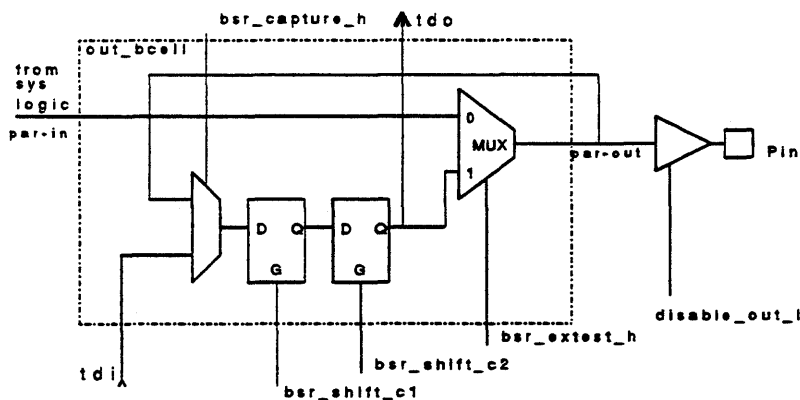 bsr_capture_h
tdo
out_bcell
from
sys
logic
par-in
0
MUX
1
par-out
Pin
D Q
D Q
G
G
disable_out_l
bsr_extest_h
bsr_shift_c2
tdi
bsr_shift_c1